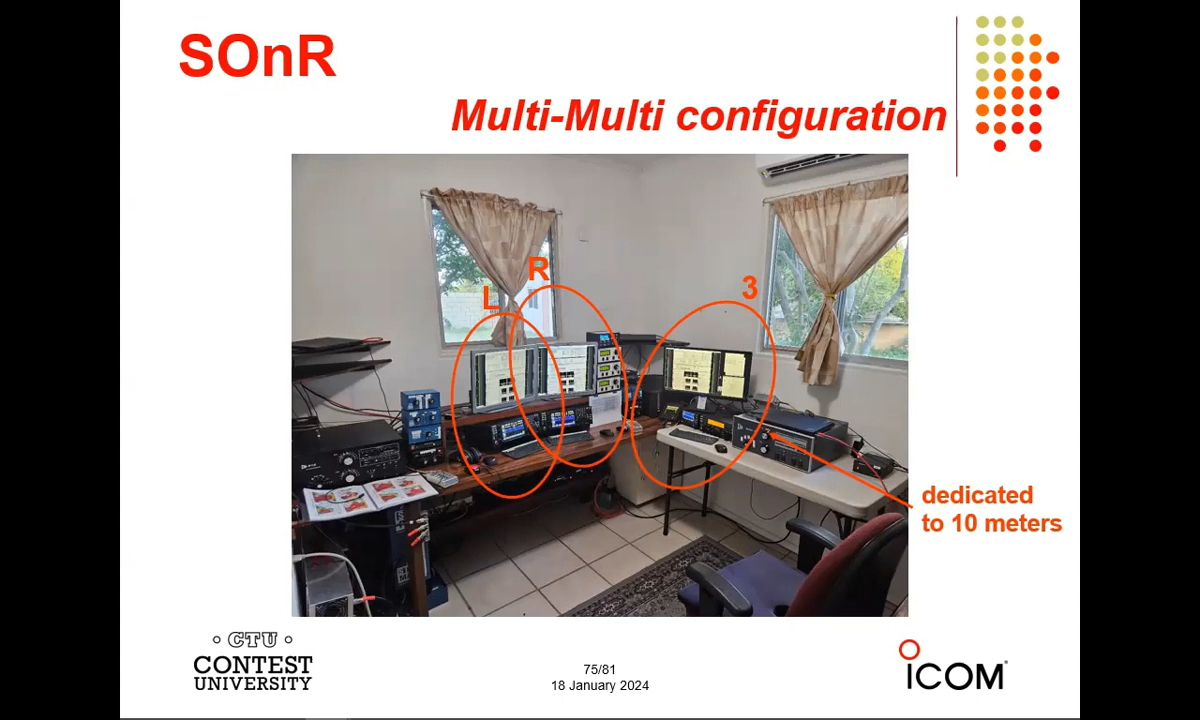 SOnR
Multi-Multi configuration
L
R
3
dedicated
to 10 meters
CTU
CONTEST
UNIVERSITY
75/81
18 January 2024
ICOM